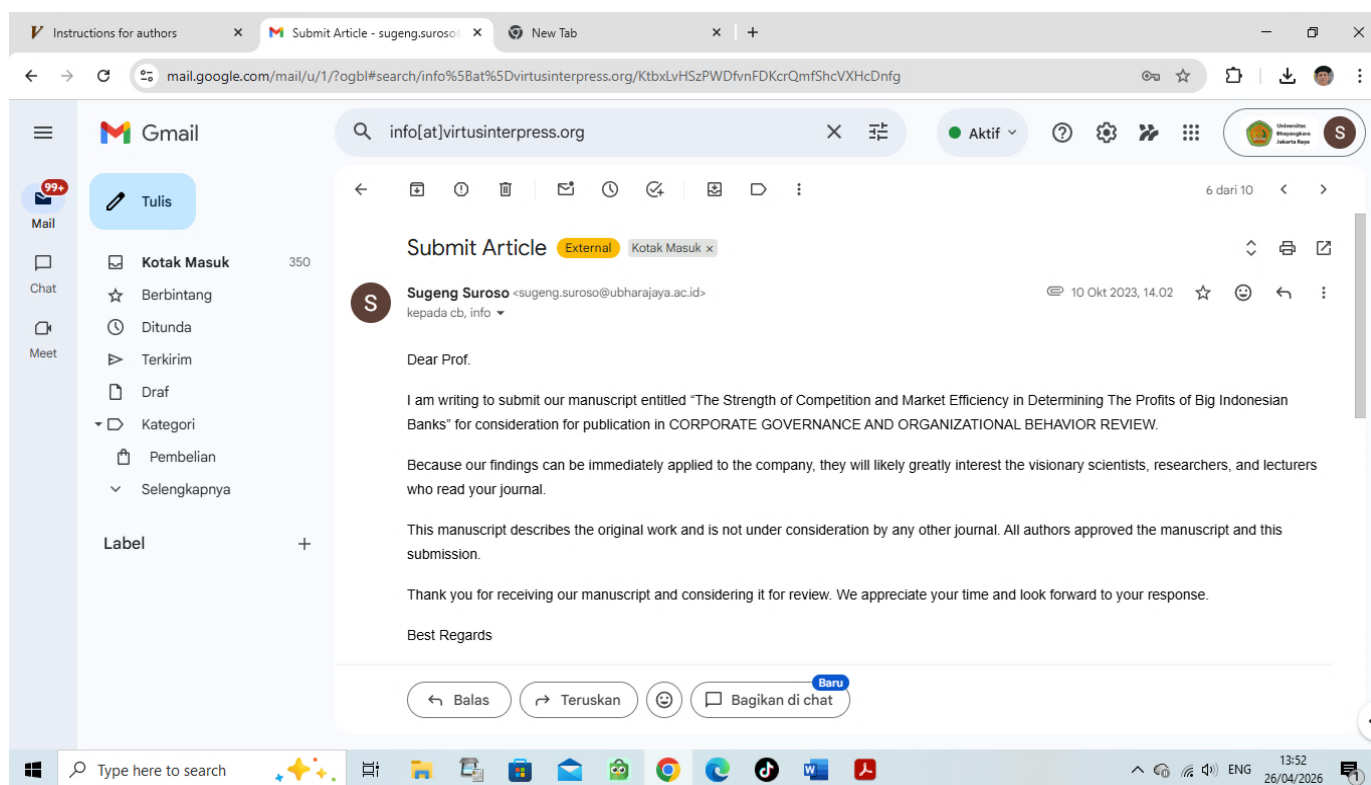 Instructions for authors
Submit Article - sugeng.suroso
New Tab
mail.google.com/mail/u/1/?ogbl#search/info%5Bat%5Dvirtusinterpress.org/KtbxLvHSzPWDfvnFDKcrQmfShcVXHcDnfg
Gmail
info[at]virtusinterpress.org
Aktif
Universitas
Bhayangkara
Jakarta Raya
S
99+
Mail
Chat
Meet
Tulis
Kotak Masuk 350
Berbintang
Ditunda
Terkirim
Draf
Kategori
Pembelian
Selengkapnya
Label
6 dari 10
Submit Article External Kotak Masuk ×
S
Sugeng Suroso <sugeng.suroso@ubharajaya.ac.id>
10 Okt 2023, 14.02
kepada cb, info
Dear Prof.
I am writing to submit our manuscript entitled “The Strength of Competition and Market Efficiency in Determining The Profits of Big Indonesian
Banks” for consideration for publication in CORPORATE GOVERNANCE AND ORGANIZATIONAL BEHAVIOR REVIEW.
Because our findings can be immediately applied to the company, they will likely greatly interest the visionary scientists, researchers, and lecturers
who read your journal.
This manuscript describes the original work and is not under consideration by any other journal. All authors approved the manuscript and this
submission.
Thank you for receiving our manuscript and considering it for review. We appreciate your time and look forward to your response.
Best Regards
Balas
Teruskan
Bagikan di chat
Baru
Type here to search
ENG
13:52
26/04/2026
1